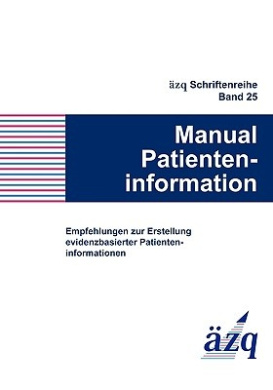 äzq Schriftenreihe
Band 25
Manual
Patienten-
information
Empfehlungen zur Erstellung
evidenzbasierter Patienten-
informationen
äzq